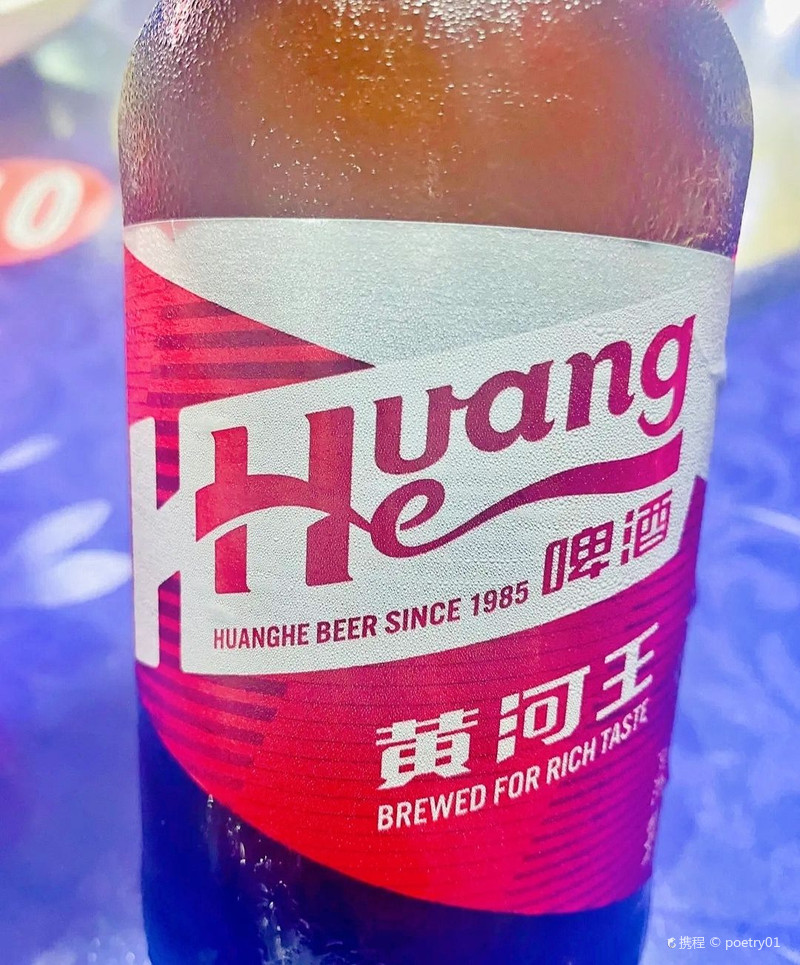 Huang
He
啤酒
HUANGHE BEER SINCE 1985
黄河王
BREWED FOR RICH TASTE
携程 © poetry01